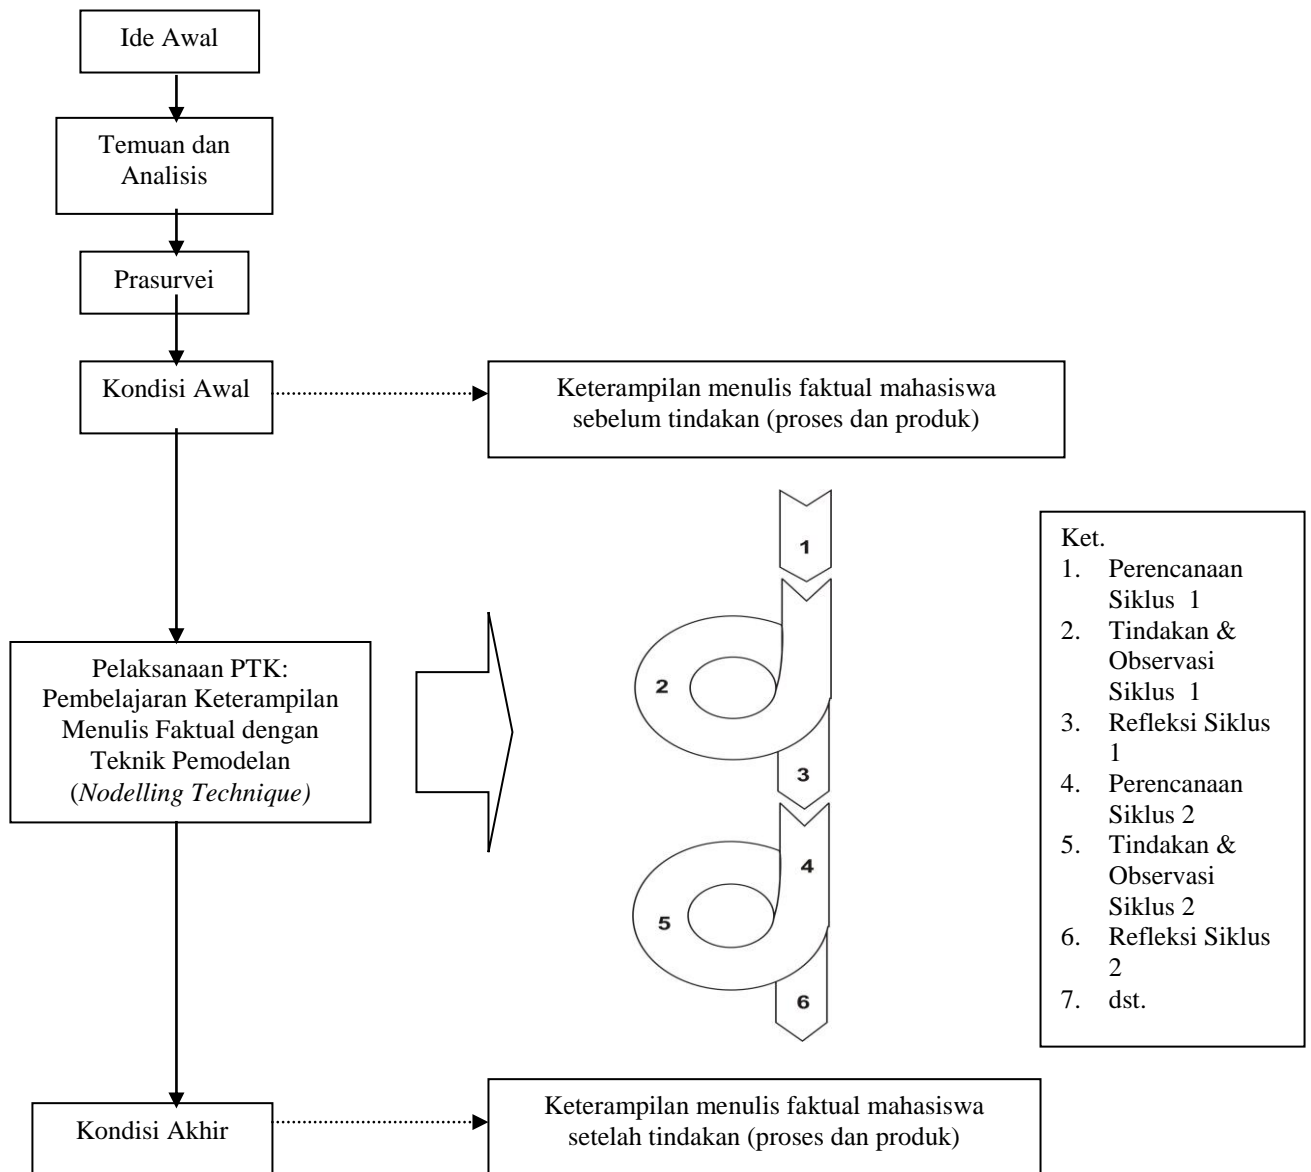 Ide Awal
Temuan dan
Analisis
Prasurvei
Kondisi Awal
Keterampilan menulis faktual mahasiswa
sebelum tindakan (proses dan produk)
Pelaksanaan PTK:
Pembelajaran Keterampilan
Menulis Faktual dengan
Teknik Pemodelan
(Nodelling Technique)
1
2
3
4
5
6
Ket.
1. Perencanaan
Siklus 1
2. Tindakan &
Observasi
Siklus 1
3. Refleksi Siklus
1
4. Perencanaan
Siklus 2
5. Tindakan &
Observasi
Siklus 2
6. Refleksi Siklus
2
7. dst.
Kondisi Akhir
Keterampilan menulis faktual mahasiswa
setelah tindakan (proses dan produk)